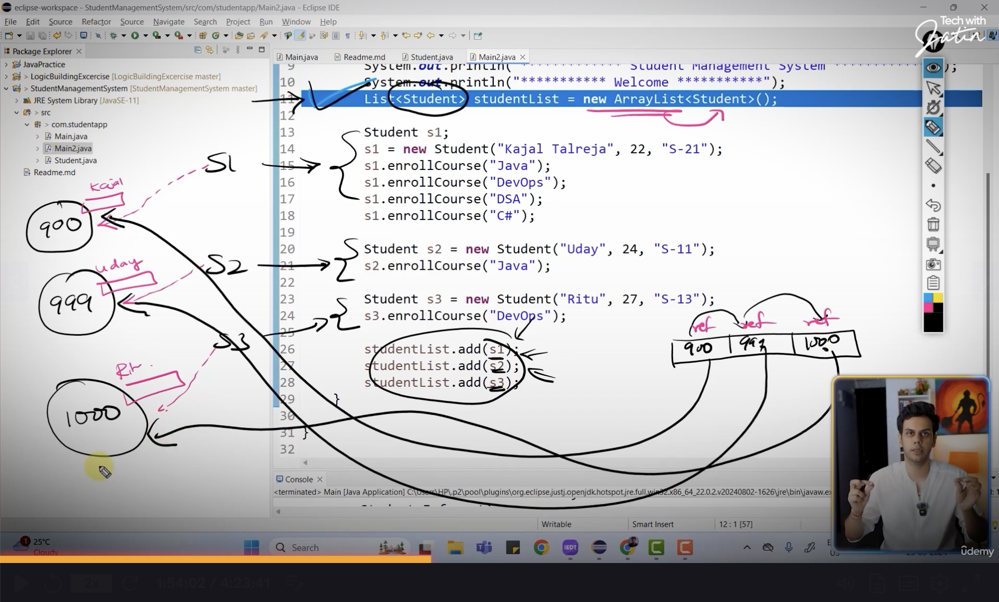 eclipse-workspace - StudentManagementSystem/src/com/studentapp/Main2.java - Eclipse IDE
File Edit Source Refactor Source Navigate Search Project Run Window Help
Tech with
Jatin
Package Explorer
Main.java Readme.md Student.java Main2.java
JavaPractice
> LogicBuildingExcercise [LogicBuildingExcercise master]
> StudentManagementSystem [StudentManagementSystem master]
JRE System Library [JavaSE-11]
> src
> com.studentapp
Main.java
Main2.java
Student.java
Readme.md
9 System.out.println("************ Student Management System
10 System.out.println("*********** Welcome ***********");
11 List<Student> studentList = new ArrayList<Student>();
12
13 Student s1;
14 s1 = new Student("Kajal Talreja", 22, "S-21");
15 s1.enrollCourse("Java");
16 s1.enrollCourse("DevOps");
17 s1.enrollCourse("DSA");
18 s1.enrollCourse("C#");
19
20 Student s2 = new Student("Uday", 24, "S-11");
21 s2.enrollCourse("Java");
22
23 Student s3 = new Student("Ritu", 27, "S-13");
24 s3.enrollCourse("DevOps");
25
26 studentList.add(s1);
27 studentList.add(s2);
28 studentList.add(s3);
29 }
30
31 }
32
S1
Kajal
900
S2
uday
999
S3
1000
ref ref ref
900 999 1000
Console
<terminated> Main [Java Application] C:\Users\HP\.p2\pool\plugins\org.eclipse.justj.openjdk.hotspot.jre.full.win32.x86_64_22.0.2.v20240802-1626\jre\bin\javaw.ex
Writable Smart Insert 12 : 1 [57]
1
25°C
Cloudy
Search
IEDT
udemy
2x
1:54:02 / 4:23:41